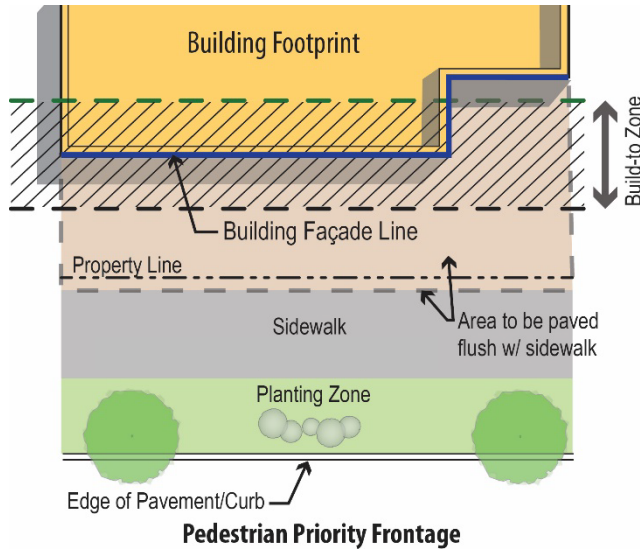 Building Footprint
Build-to Zone
Building Façade Line
Property Line
Sidewalk
Area to be paved
flush w/ sidewalk
Planting Zone
Edge of Pavement/Curb
Pedestrian Priority Frontage